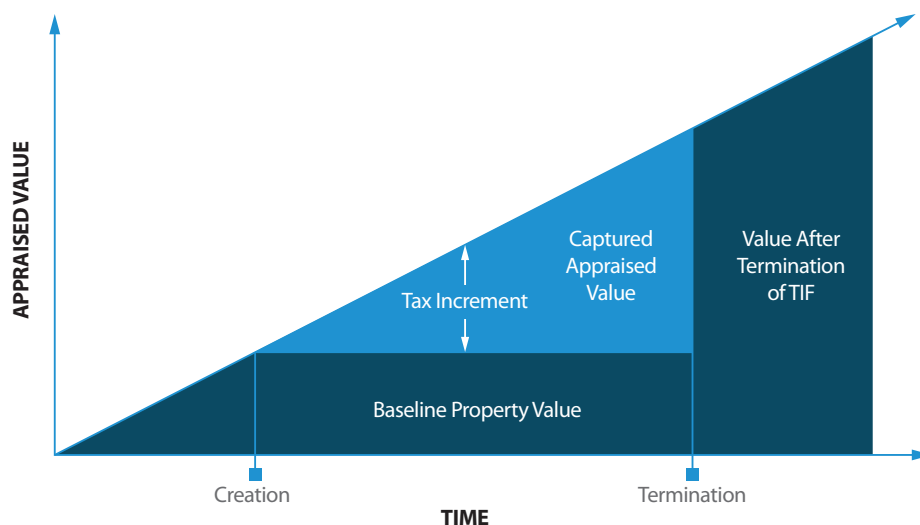 APPRAISED VALUE
Captured
Appraised
Value
Value After
Termination
of TIF
Tax Increment
Baseline Property Value
Creation
Termination
TIME